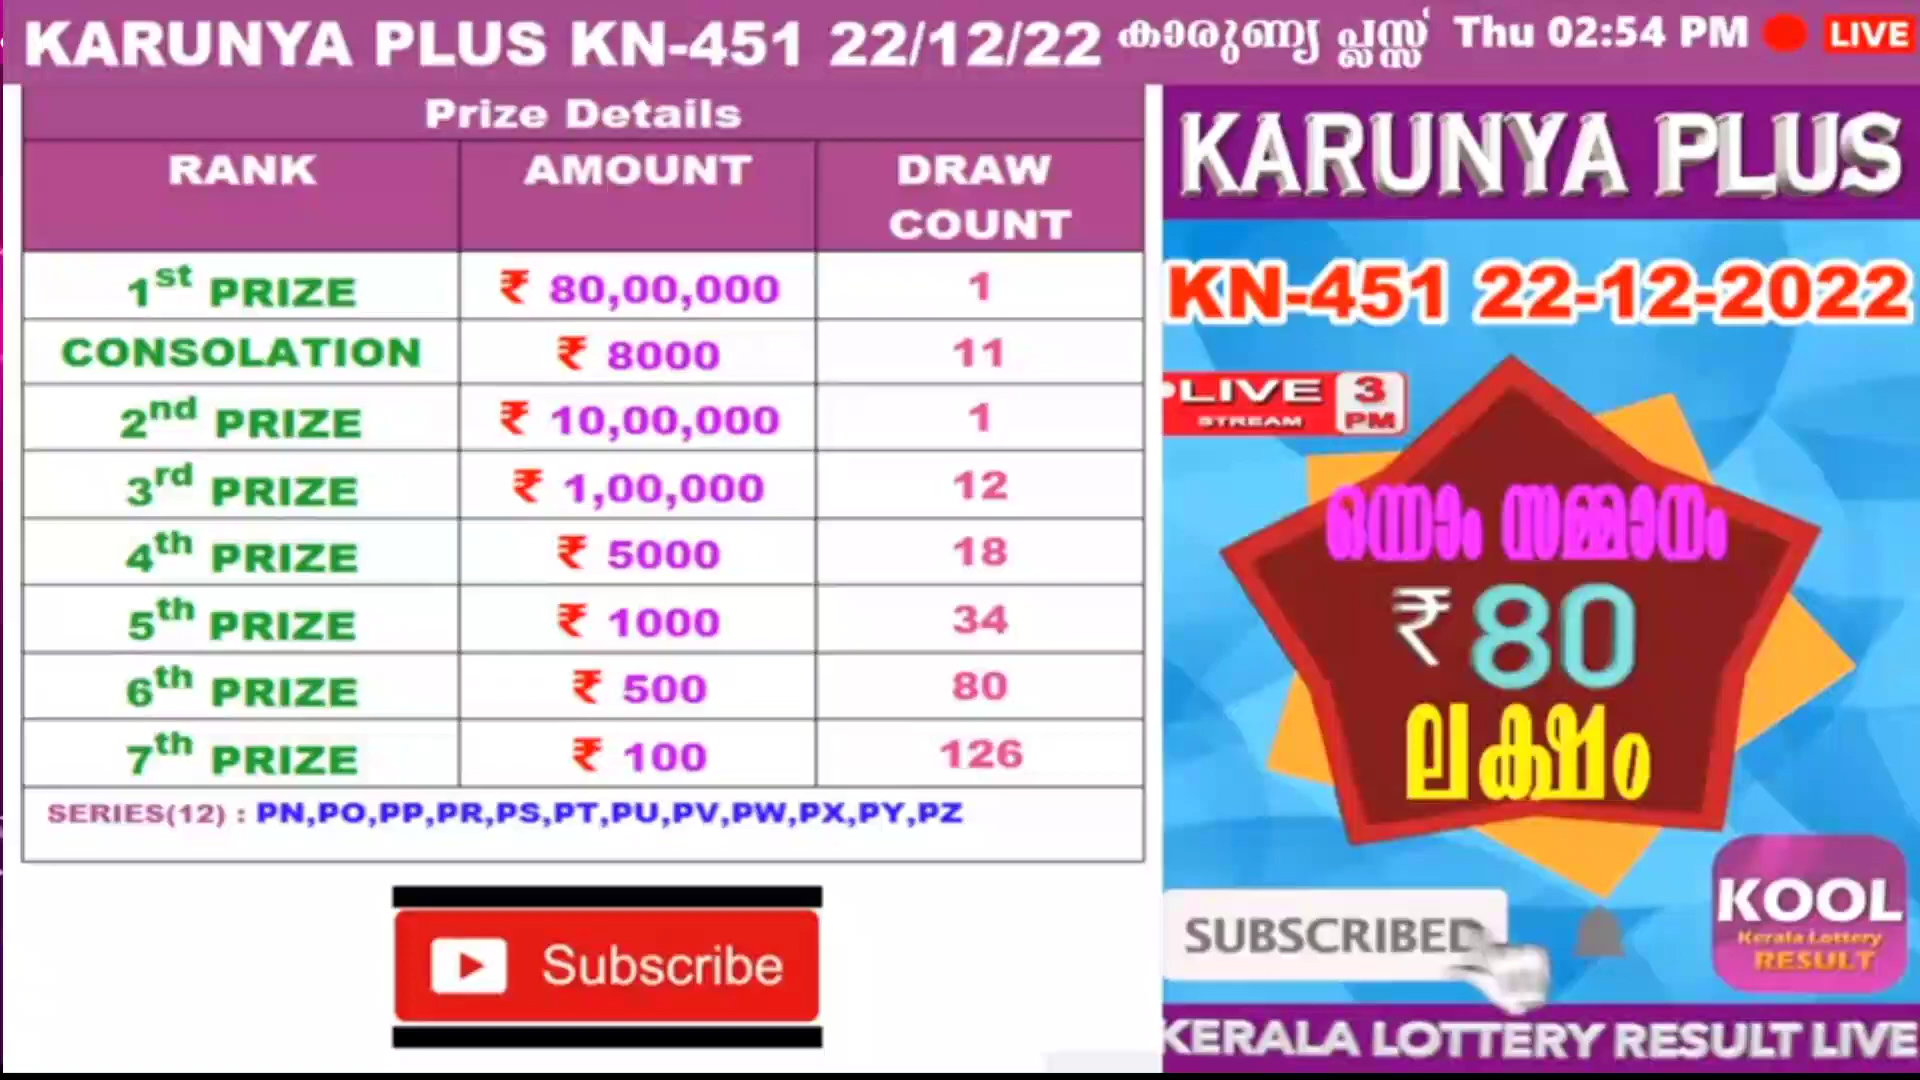 KARUNYA PLUS KN-451 22/12/22 കാരുണ്യ പ്ലസ്സ് Thu 02:54 PM LIVE
Prize Details
RANK AMOUNT DRAW COUNT
1st PRIZE ₹ 80,00,000 1
CONSOLATION ₹ 8000 11
2nd PRIZE ₹ 10,00,000 1
3rd PRIZE ₹ 1,00,000 12
4th PRIZE ₹ 5000 18
5th PRIZE ₹ 1000 34
6th PRIZE ₹ 500 80
7th PRIZE ₹ 100 126
SERIES(12) : PN,PO,PP,PR,PS,PT,PU,PV,PW,PX,PY,PZ
Subscribe
KARUNYA PLUS
KN-451 22-12-2022
LIVE
STREAM
3
PM
ഒന്നാം സമ്മാനം
₹80
ലക്ഷം
SUBSCRIBED
KOOL
Kerala Lottery
RESULT
KERALA LOTTERY RESULT LIVE